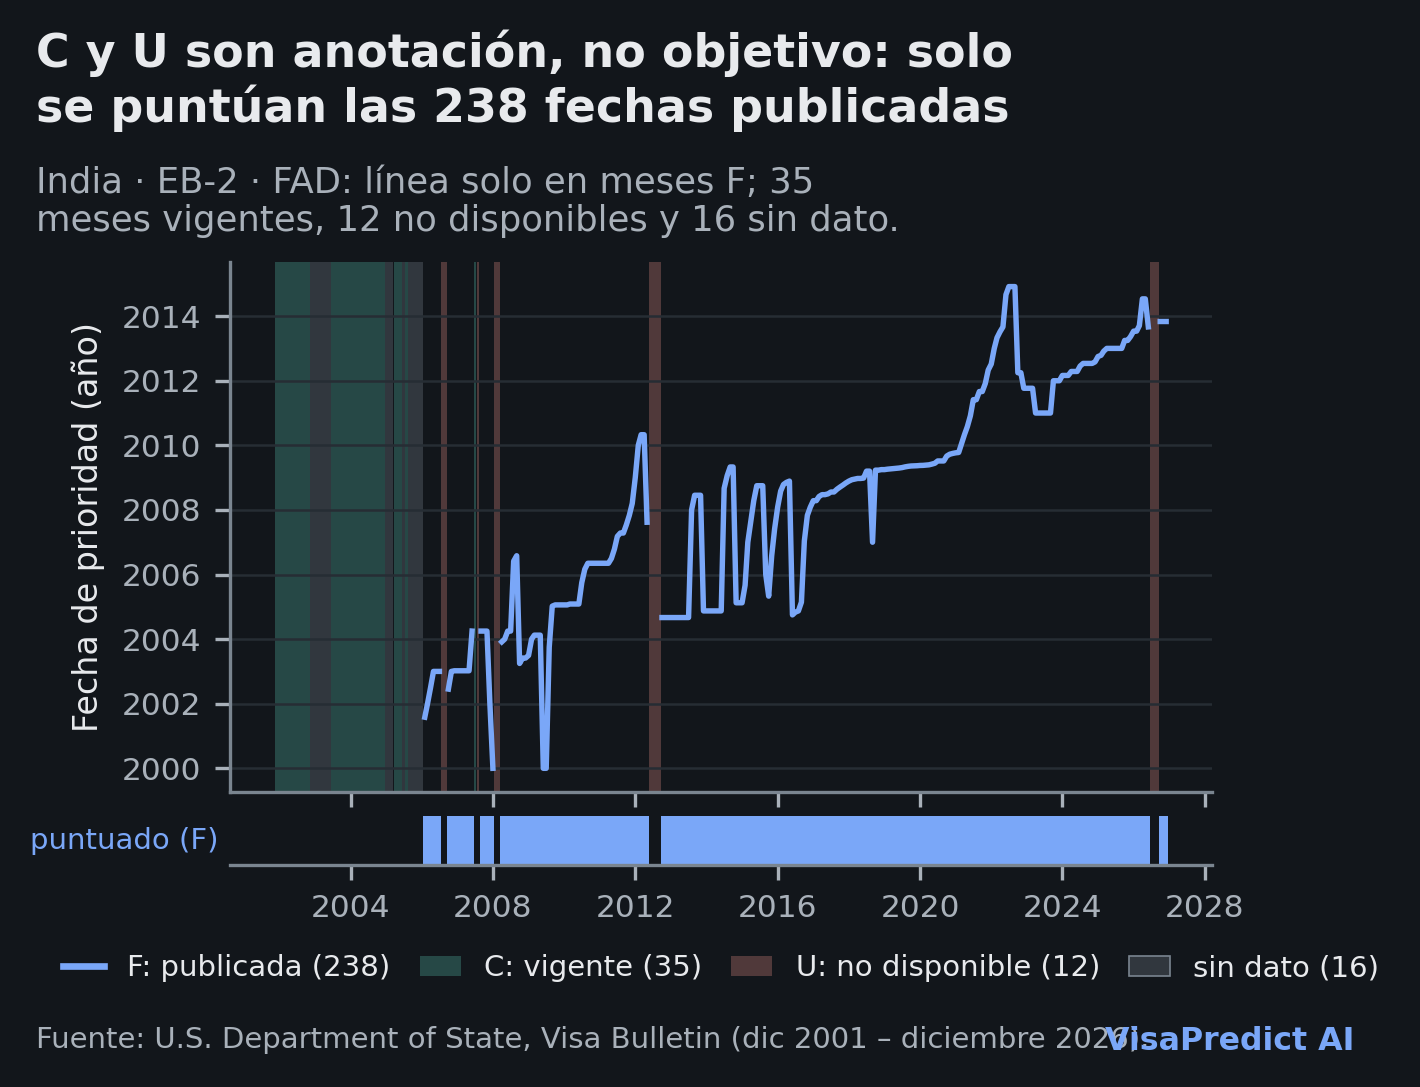 C y U son anotación, no objetivo: solo
se puntúan las 238 fechas publicadas
India · EB-2 · FAD: línea solo en meses F; 35
meses vigentes, 12 no disponibles y 16 sin dato.
Fecha de prioridad (año)
2014
2012
2010
2008
2006
2004
2002
2000
puntuado (F)
2004 2008 2012 2016 2020 2024 2028
F: publicada (238) C: vigente (35) U: no disponible (12) sin dato (16)
Fuente: U.S. Department of State, Visa Bulletin (dic 2001 – diciembre 2026).
VisaPredict AI